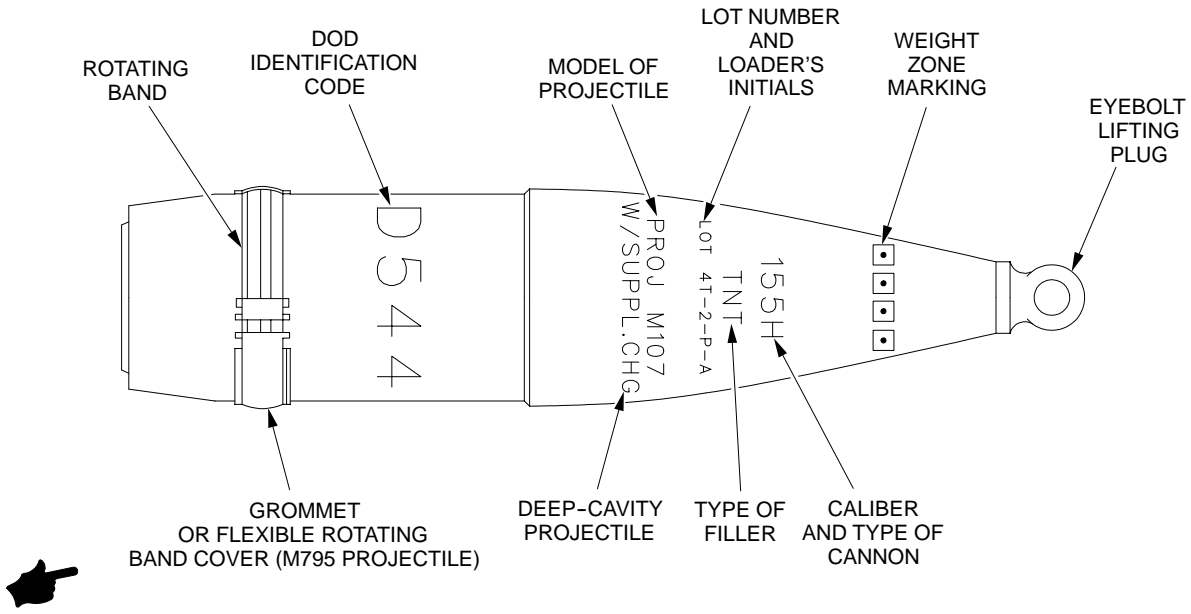 ROTATING
BAND
DOD
IDENTIFICATION
CODE
MODEL OF
PROJECTILE
LOT NUMBER
AND
LOADER'S
INITIALS
WEIGHT
ZONE
MARKING
EYEBOLT
LIFTING
PLUG
D544
W/SUPPL.CHG
PROJ M107
LOT 4T-2-P-A
TNT
155H
GROMMET
OR FLEXIBLE ROTATING
BAND COVER (M795 PROJECTILE)
DEEP-CAVITY
PROJECTILE
TYPE OF
FILLER
CALIBER
AND TYPE OF
CANNON